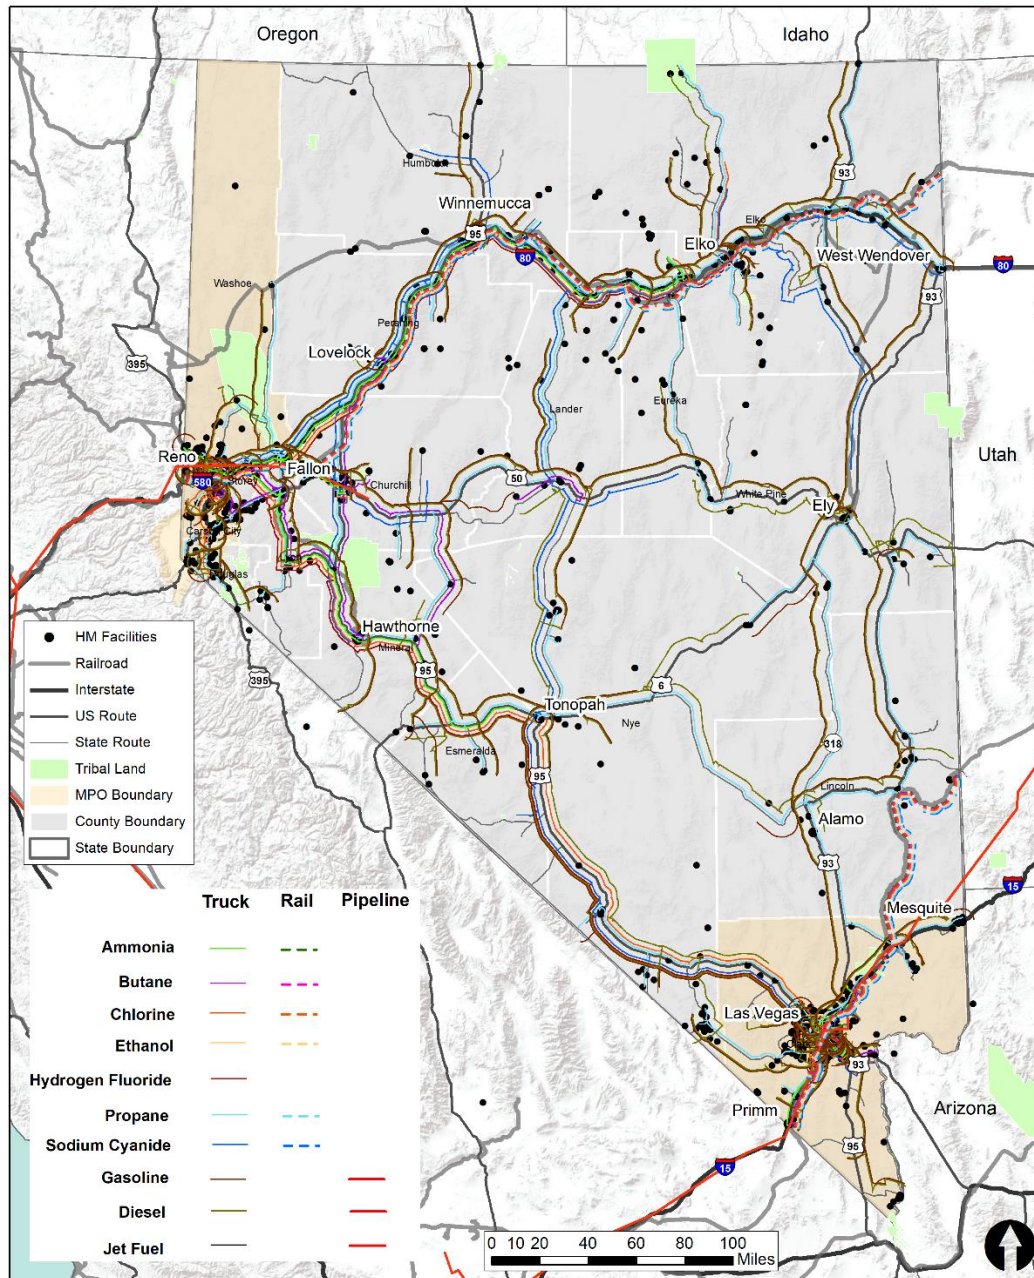 Oregon
Idaho
93
Humboldt
Winnemucca
95
Elko
Elko
80
West Wendover
80
93
Washoe
Pershing
Lovelock
395
Lander
Eureka
Utah
Reno
580
Storey
Fallon
Churchill
50
White Pine
Ely
Carson City
Douglas
Hawthorne
Mineral
95
395
6
Tonopah
Nye
Esmeralda
95
318
Lincoln
Alamo
93
15
Mesquite
Las Vegas
93
Primm
95
Arizona
15
HM Facilities
Railroad
Interstate
US Route
State Route
Tribal Land
MPO Boundary
County Boundary
State Boundary
Truck Rail Pipeline
Ammonia
Butane
Chlorine
Ethanol
Hydrogen Fluoride
Propane
Sodium Cyanide
Gasoline
Diesel
Jet Fuel
0 10 20 40 60 80 100
Miles